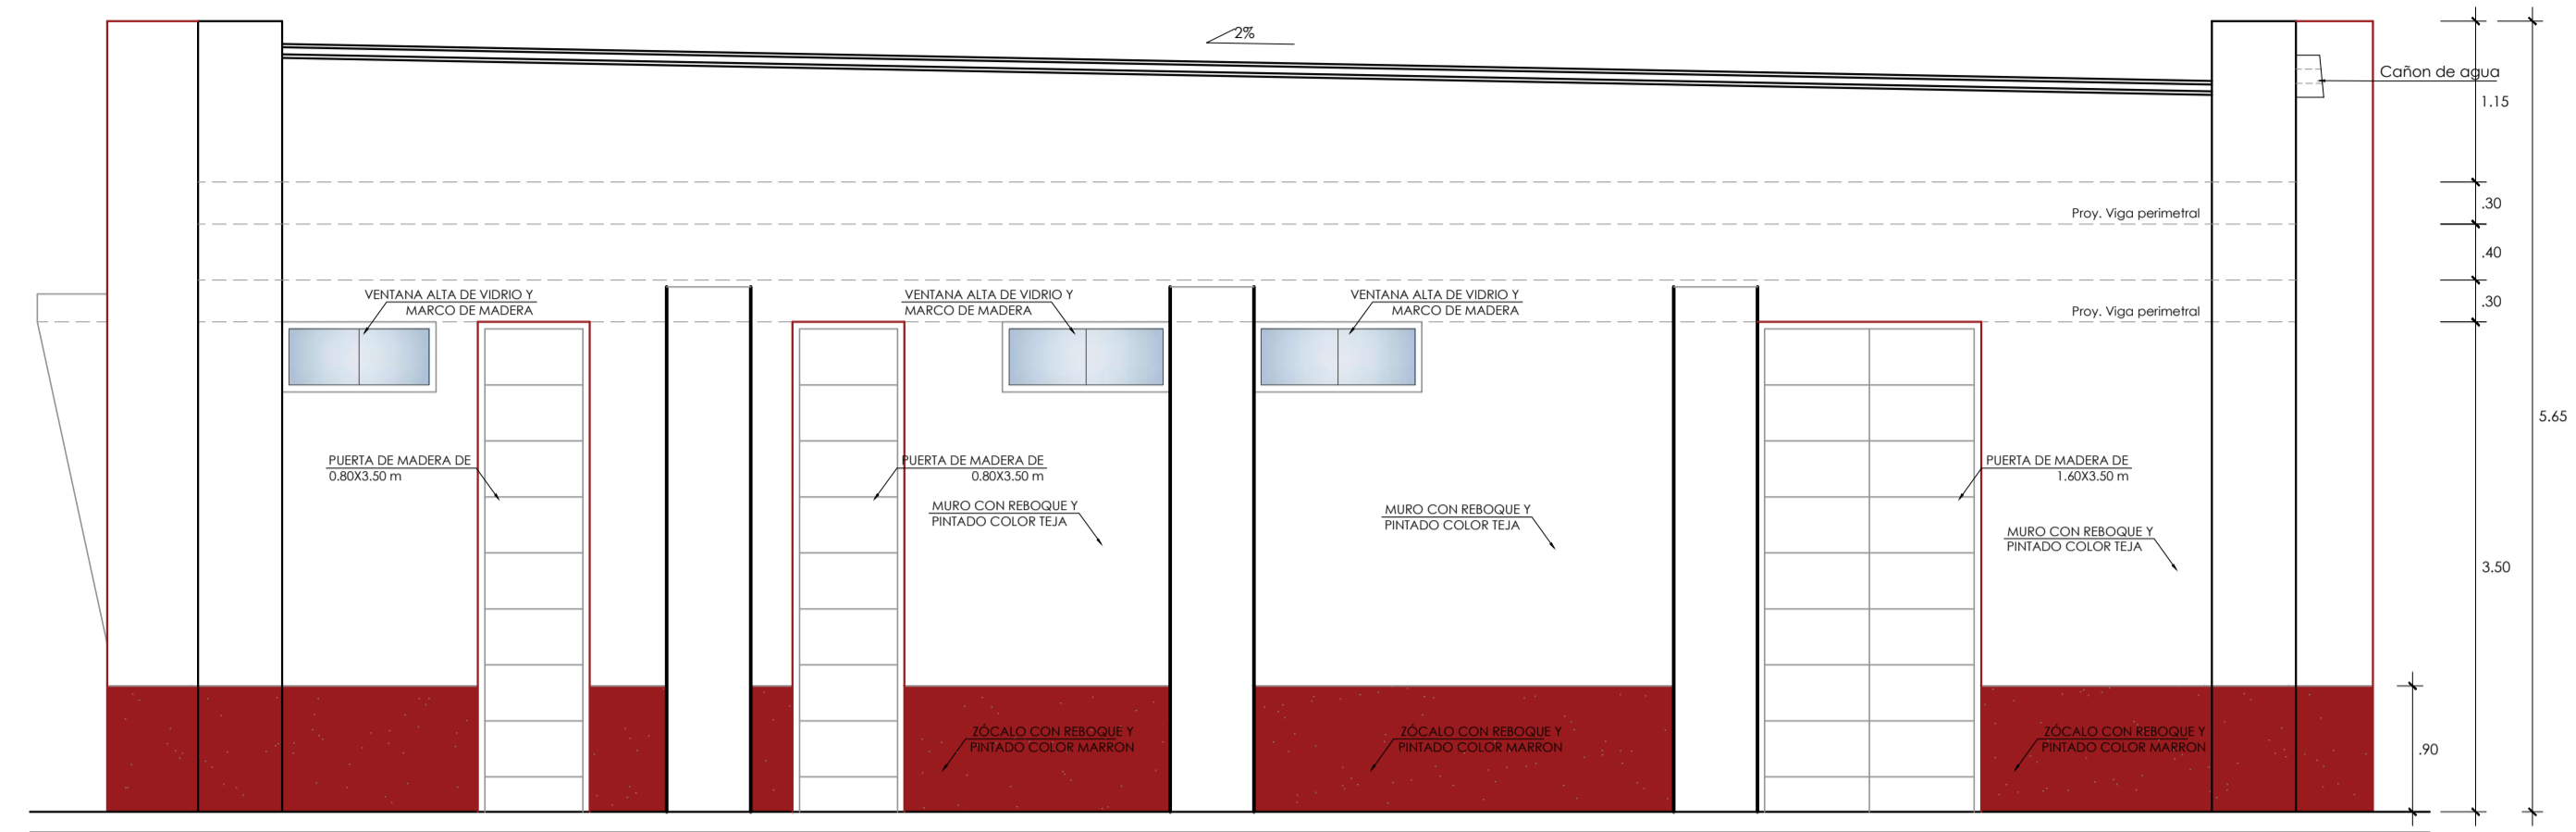 2%
Cañon de agua
1.15
.30
Proy. Viga perimetral
.40
VENTANA ALTA DE VIDRIO Y
MARCO DE MADERA
VENTANA ALTA DE VIDRIO Y
MARCO DE MADERA
VENTANA ALTA DE VIDRIO Y
MARCO DE MADERA
.30
Proy. Viga perimetral
5.65
PUERTA DE MADERA DE
0.80X3.50 m
PUERTA DE MADERA DE
0.80X3.50 m
PUERTA DE MADERA DE
1.60X3.50 m
MURO CON REBOQUE Y
PINTADO COLOR TEJA
MURO CON REBOQUE Y
PINTADO COLOR TEJA
MURO CON REBOQUE Y
PINTADO COLOR TEJA
3.50
ZÓCALO CON REBOQUE Y
PINTADO COLOR MARRON
ZÓCALO CON REBOQUE Y
PINTADO COLOR MARRON
ZÓCALO CON REBOQUE Y
PINTADO COLOR MARRON
.90